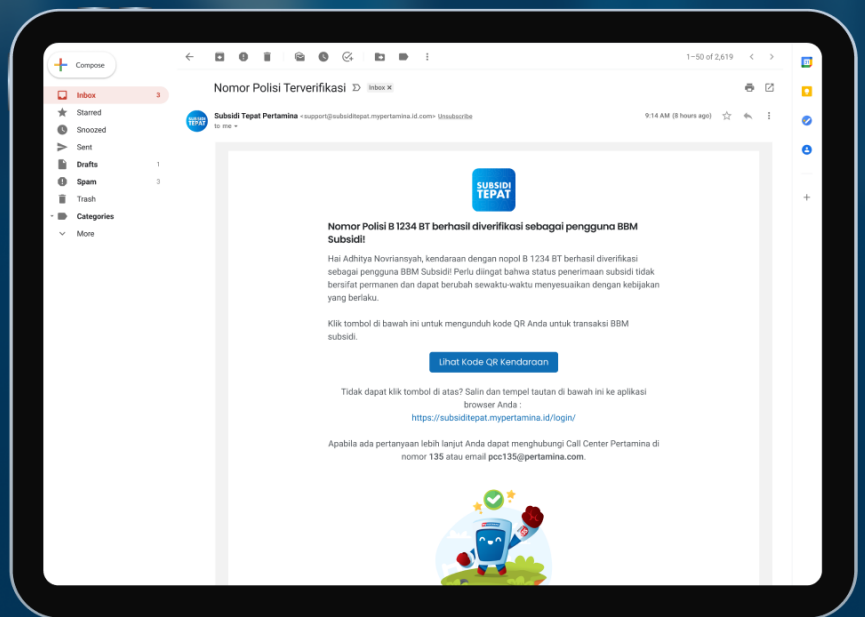 Compose
1–50 of 2,619
Inbox 3
Starred
Snoozed
Sent
Drafts 1
Spam 3
Trash
Categories
More
Nomor Polisi Terverifikasi Inbox x
SUBSIDI
TEPAT
Subsidi Tepat Pertamina <support@subsiditepat.mypertamina.id.com> Unsubscribe
9:14 AM (8 hours ago)
to me
SUBSIDI
TEPAT
Nomor Polisi B 1234 BT berhasil diverifikasi sebagai pengguna BBM
Subsidi!
Hai Adhitya Novriansyah, kendaraan dengan nopol B 1234 BT berhasil diverifikasi
sebagai pengguna BBM Subsidi! Perlu diingat bahwa status penerimaan subsidi tidak
bersifat permanen dan dapat berubah sewaktu-waktu menyesuaikan dengan kebijakan
yang berlaku.
Klik tombol di bawah ini untuk mengunduh kode QR Anda untuk transaksi BBM
subsidi.
Lihat Kode QR Kendaraan
Tidak dapat klik tombol di atas? Salin dan tempel tautan di bawah ini ke aplikasi
browser Anda :
https://subsiditepat.mypertamina.id/login/
Apabila ada pertanyaan lebih lanjut Anda dapat menghubungi Call Center Pertamina di
nomor 135 atau email pcc135@pertamina.com.